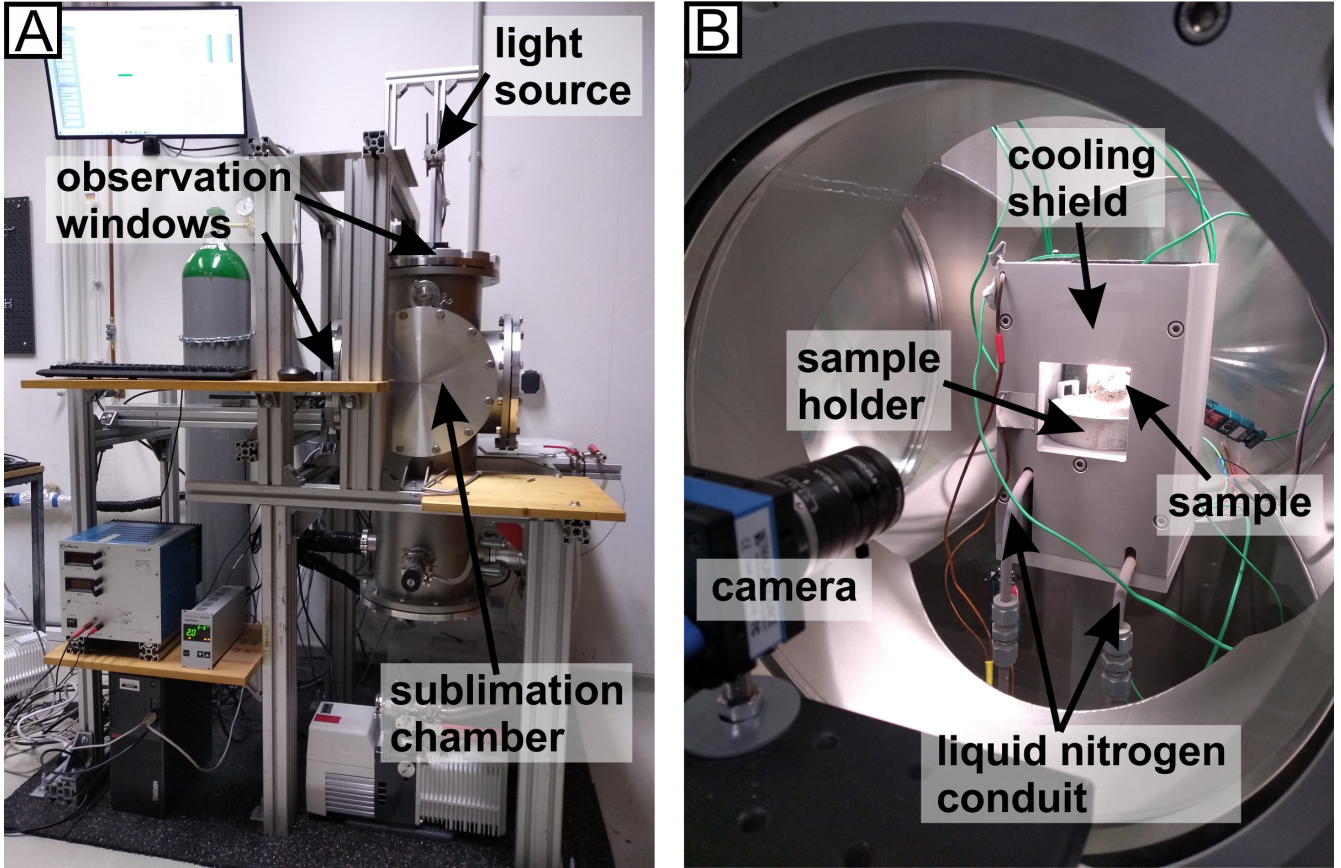 A
light
source
observation
windows
sublimation
chamber
B
cooling
shield
sample
holder
sample
camera
liquid nitrogen
conduit